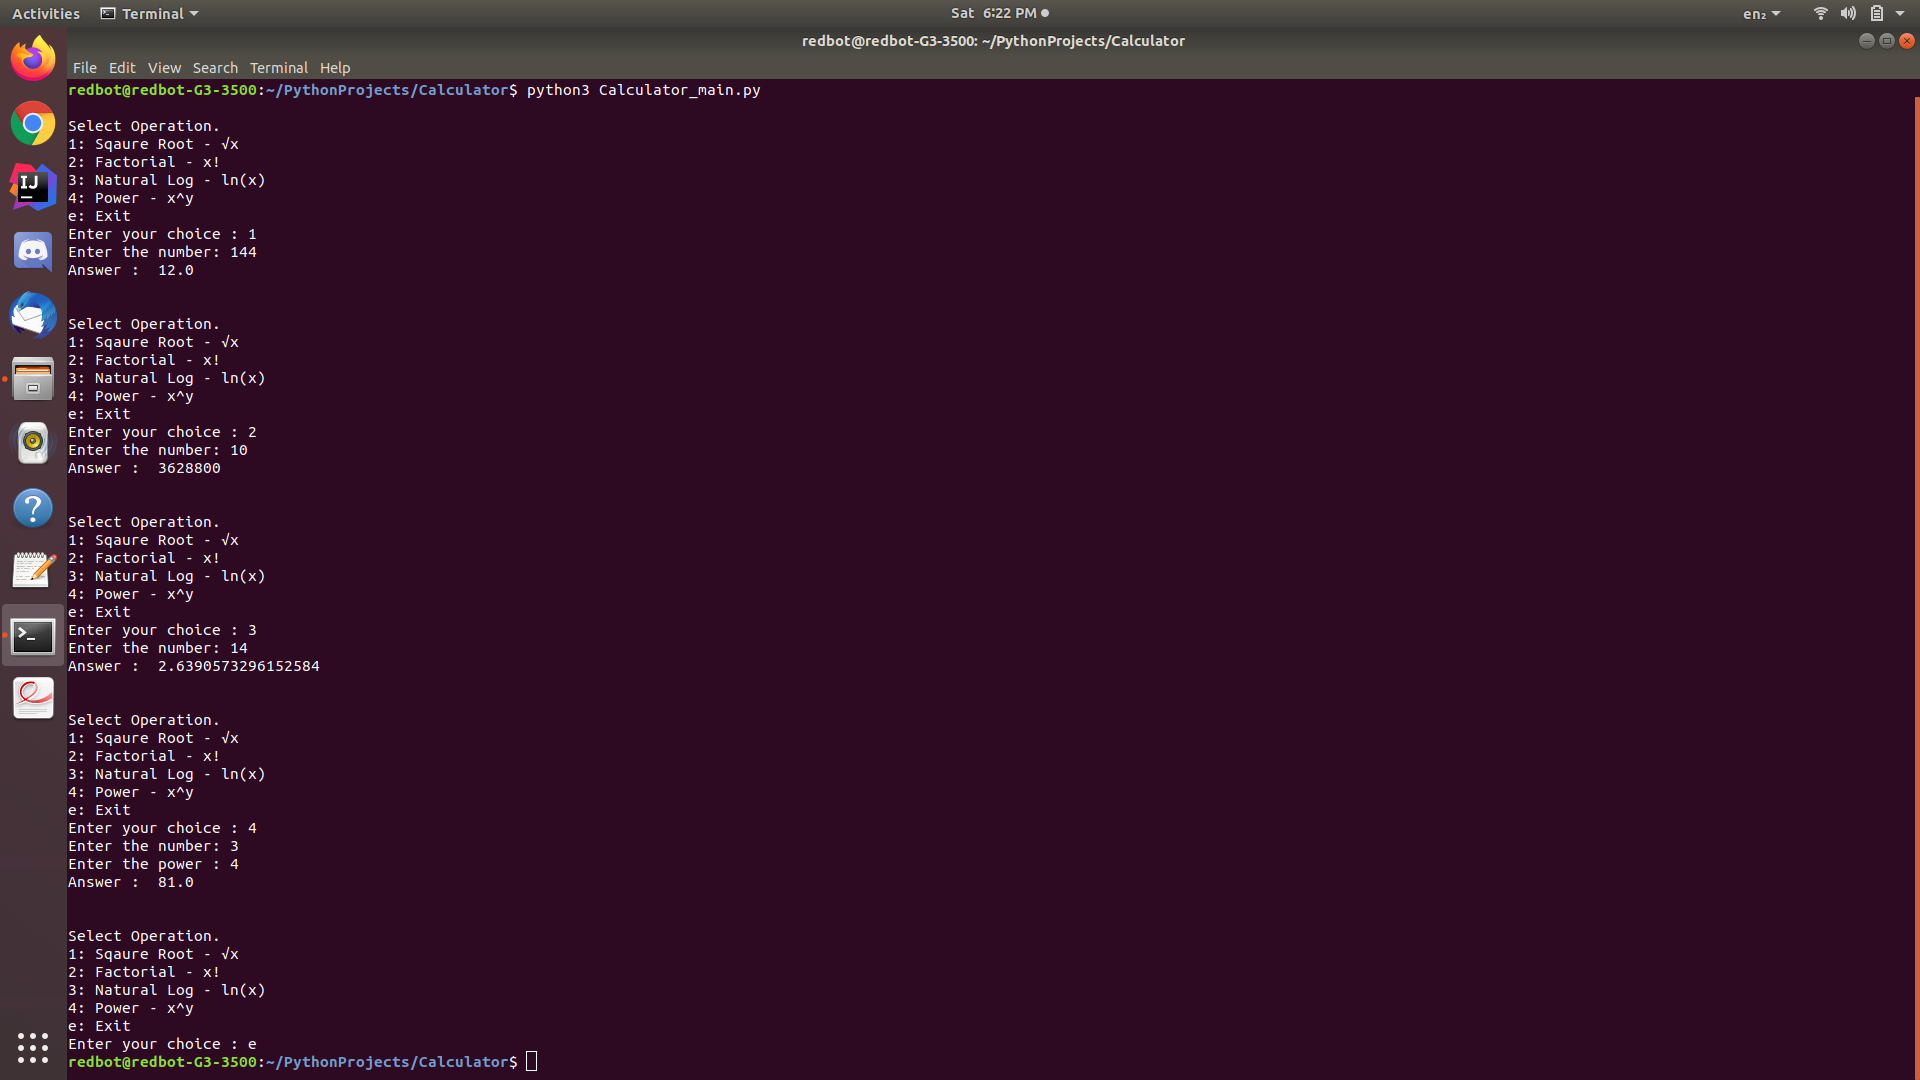 Activities Terminal Sat 6:22 PM en₂
redbot@redbot-G3-3500: ~/PythonProjects/Calculator
File Edit View Search Terminal Help
redbot@redbot-G3-3500:~/PythonProjects/Calculator$ python3 Calculator_main.py
Select Operation.
1: Sqaure Root - √x
2: Factorial - x!
3: Natural Log - ln(x)
4: Power - x^y
e: Exit
Enter your choice : 1
Enter the number: 144
Answer :  12.0
Select Operation.
1: Sqaure Root - √x
2: Factorial - x!
3: Natural Log - ln(x)
4: Power - x^y
e: Exit
Enter your choice : 2
Enter the number: 10
Answer :  3628800
Select Operation.
1: Sqaure Root - √x
2: Factorial - x!
3: Natural Log - ln(x)
4: Power - x^y
e: Exit
Enter your choice : 3
Enter the number: 14
Answer :  2.6390573296152584
Select Operation.
1: Sqaure Root - √x
2: Factorial - x!
3: Natural Log - ln(x)
4: Power - x^y
e: Exit
Enter your choice : 4
Enter the number: 3
Enter the power : 4
Answer :  81.0
Select Operation.
1: Sqaure Root - √x
2: Factorial - x!
3: Natural Log - ln(x)
4: Power - x^y
e: Exit
Enter your choice : e
redbot@redbot-G3-3500:~/PythonProjects/Calculator$
IJ